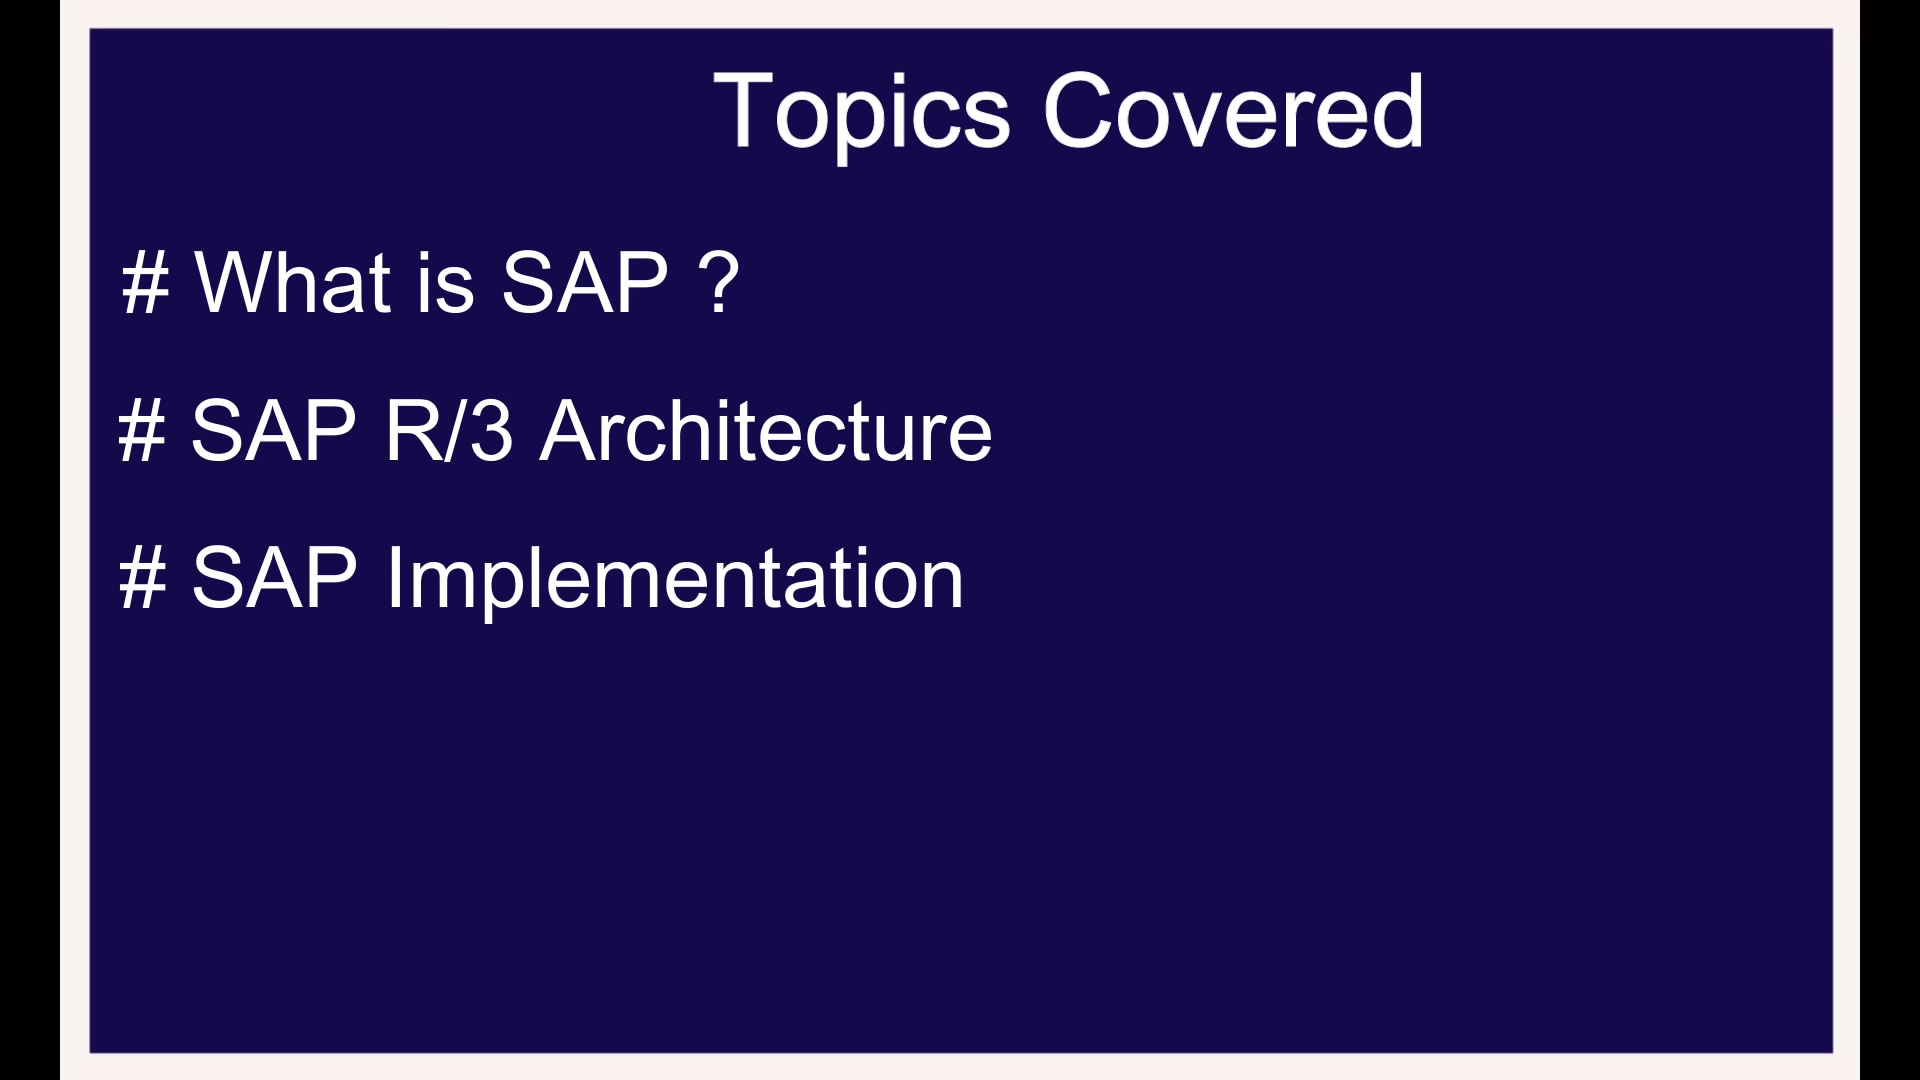 Topics Covered
# What is SAP ?
# SAP R/3 Architecture
# SAP Implementation